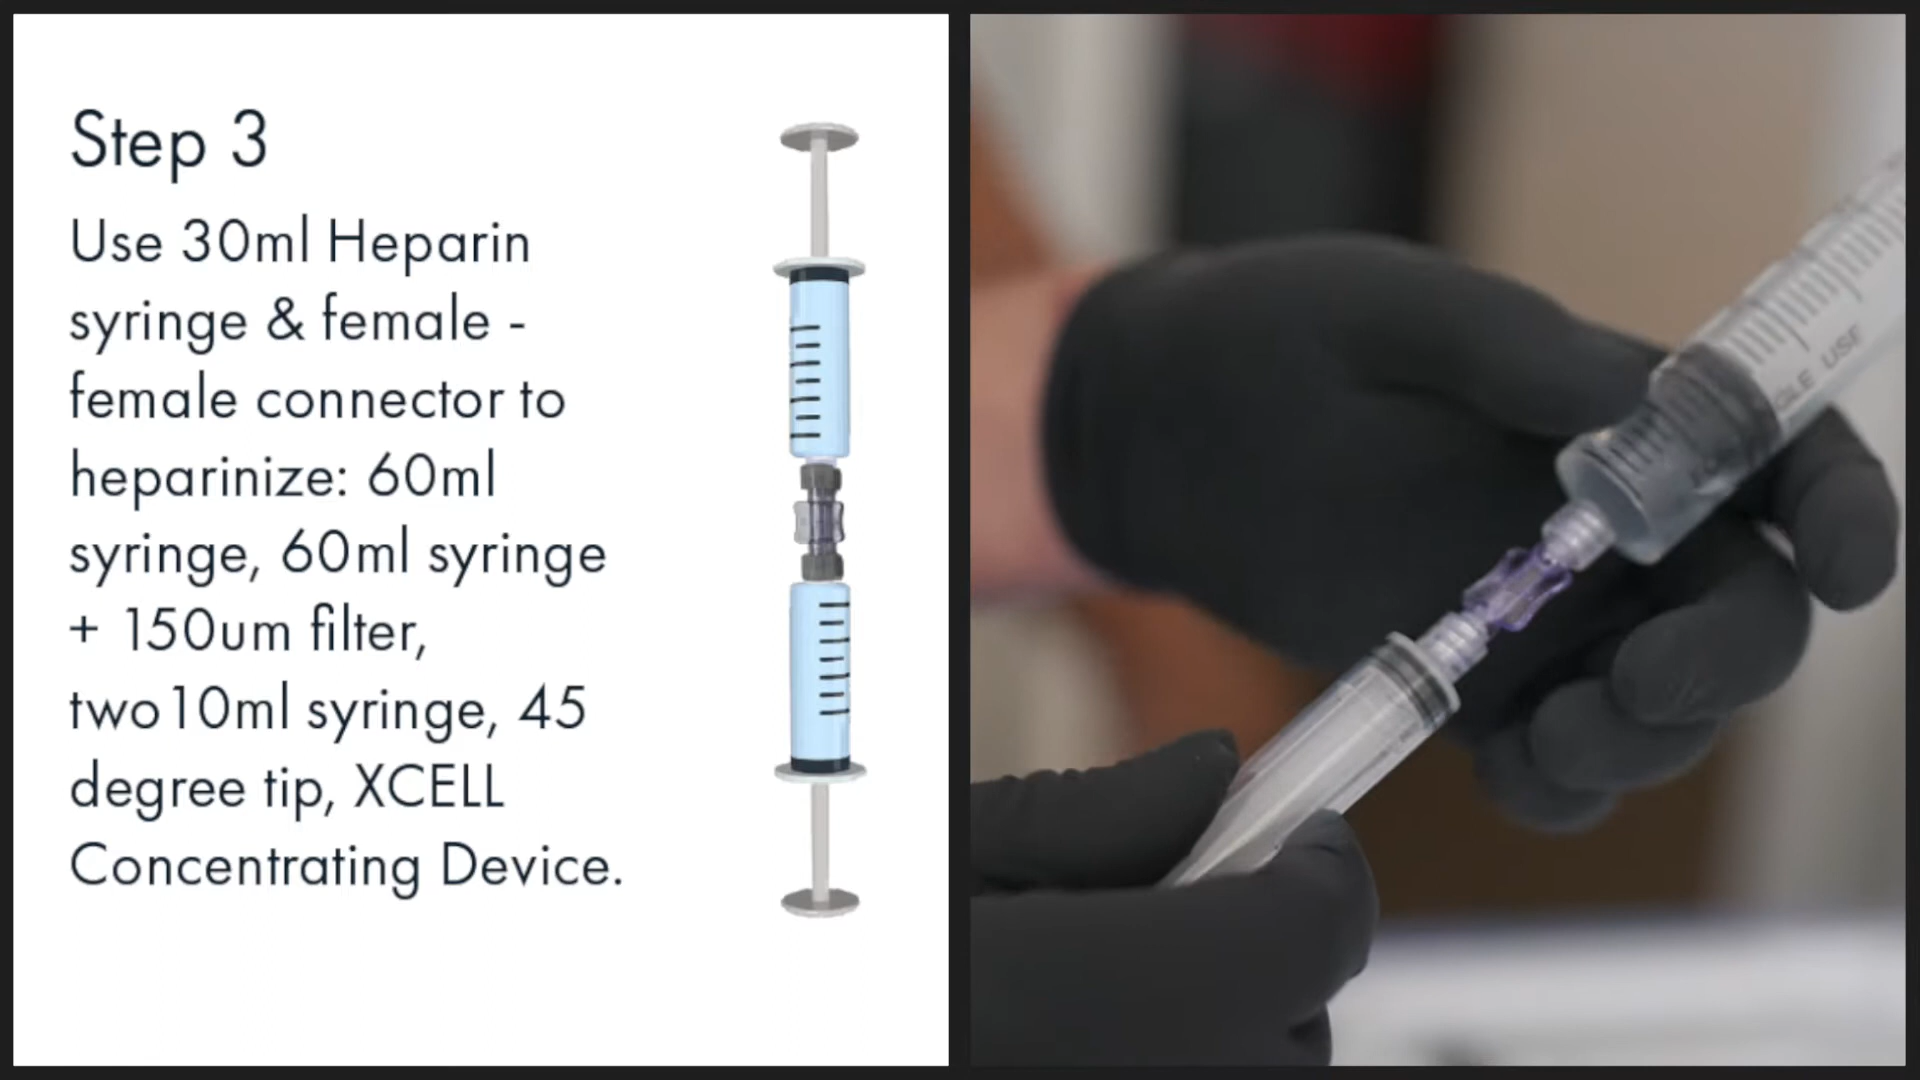 Step 3
Use 30ml Heparin
syringe & female -
female connector to
heparinize: 60ml
syringe, 60ml syringe
+ 150um filter,
two10ml syringe, 45
degree tip, XCELL
Concentrating Device.
USE